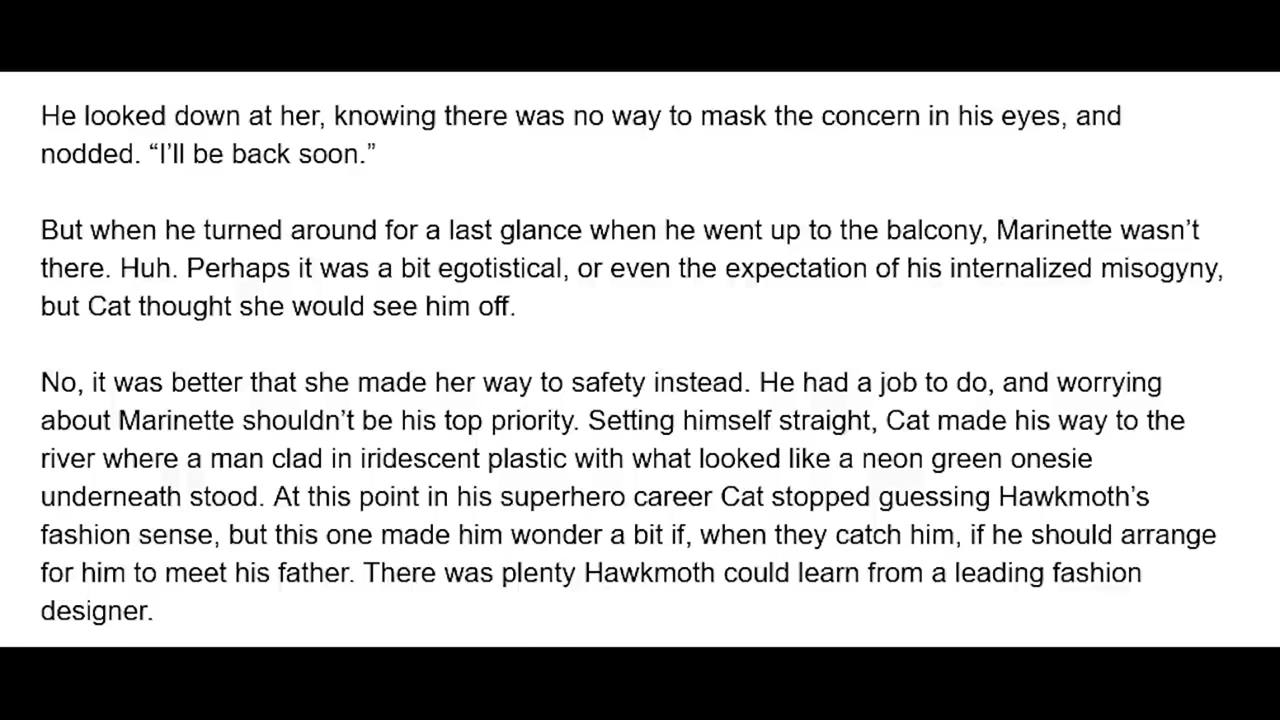 He looked down at her, knowing there was no way to mask the concern in his eyes, and
nodded. “I’ll be back soon.”
But when he turned around for a last glance when he went up to the balcony, Marinette wasn’t
there. Huh. Perhaps it was a bit egotistical, or even the expectation of his internalized misogyny,
but Cat thought she would see him off.
No, it was better that she made her way to safety instead. He had a job to do, and worrying
about Marinette shouldn’t be his top priority. Setting himself straight, Cat made his way to the
river where a man clad in iridescent plastic with what looked like a neon green onesie
underneath stood. At this point in his superhero career Cat stopped guessing Hawkmoth’s
fashion sense, but this one made him wonder a bit if, when they catch him, if he should arrange
for him to meet his father. There was plenty Hawkmoth could learn from a leading fashion
designer.